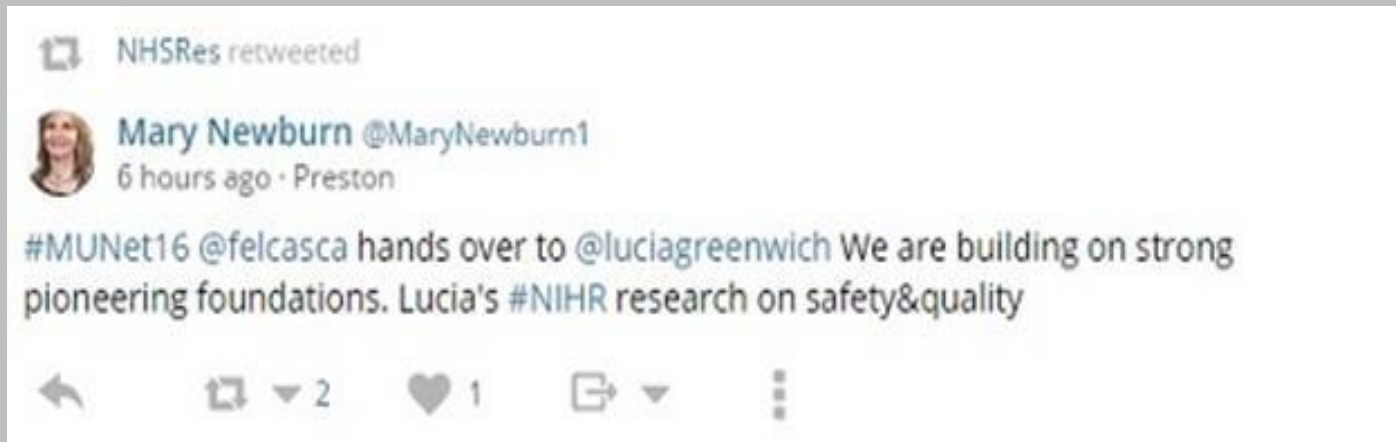 NHSRes retweeted
Mary Newburn @MaryNewburn1
6 hours ago · Preston
#MUNet16 @felcasca hands over to @luciagreenwich We are building on strong
pioneering foundations. Lucia's #NIHR research on safety&quality
2 1